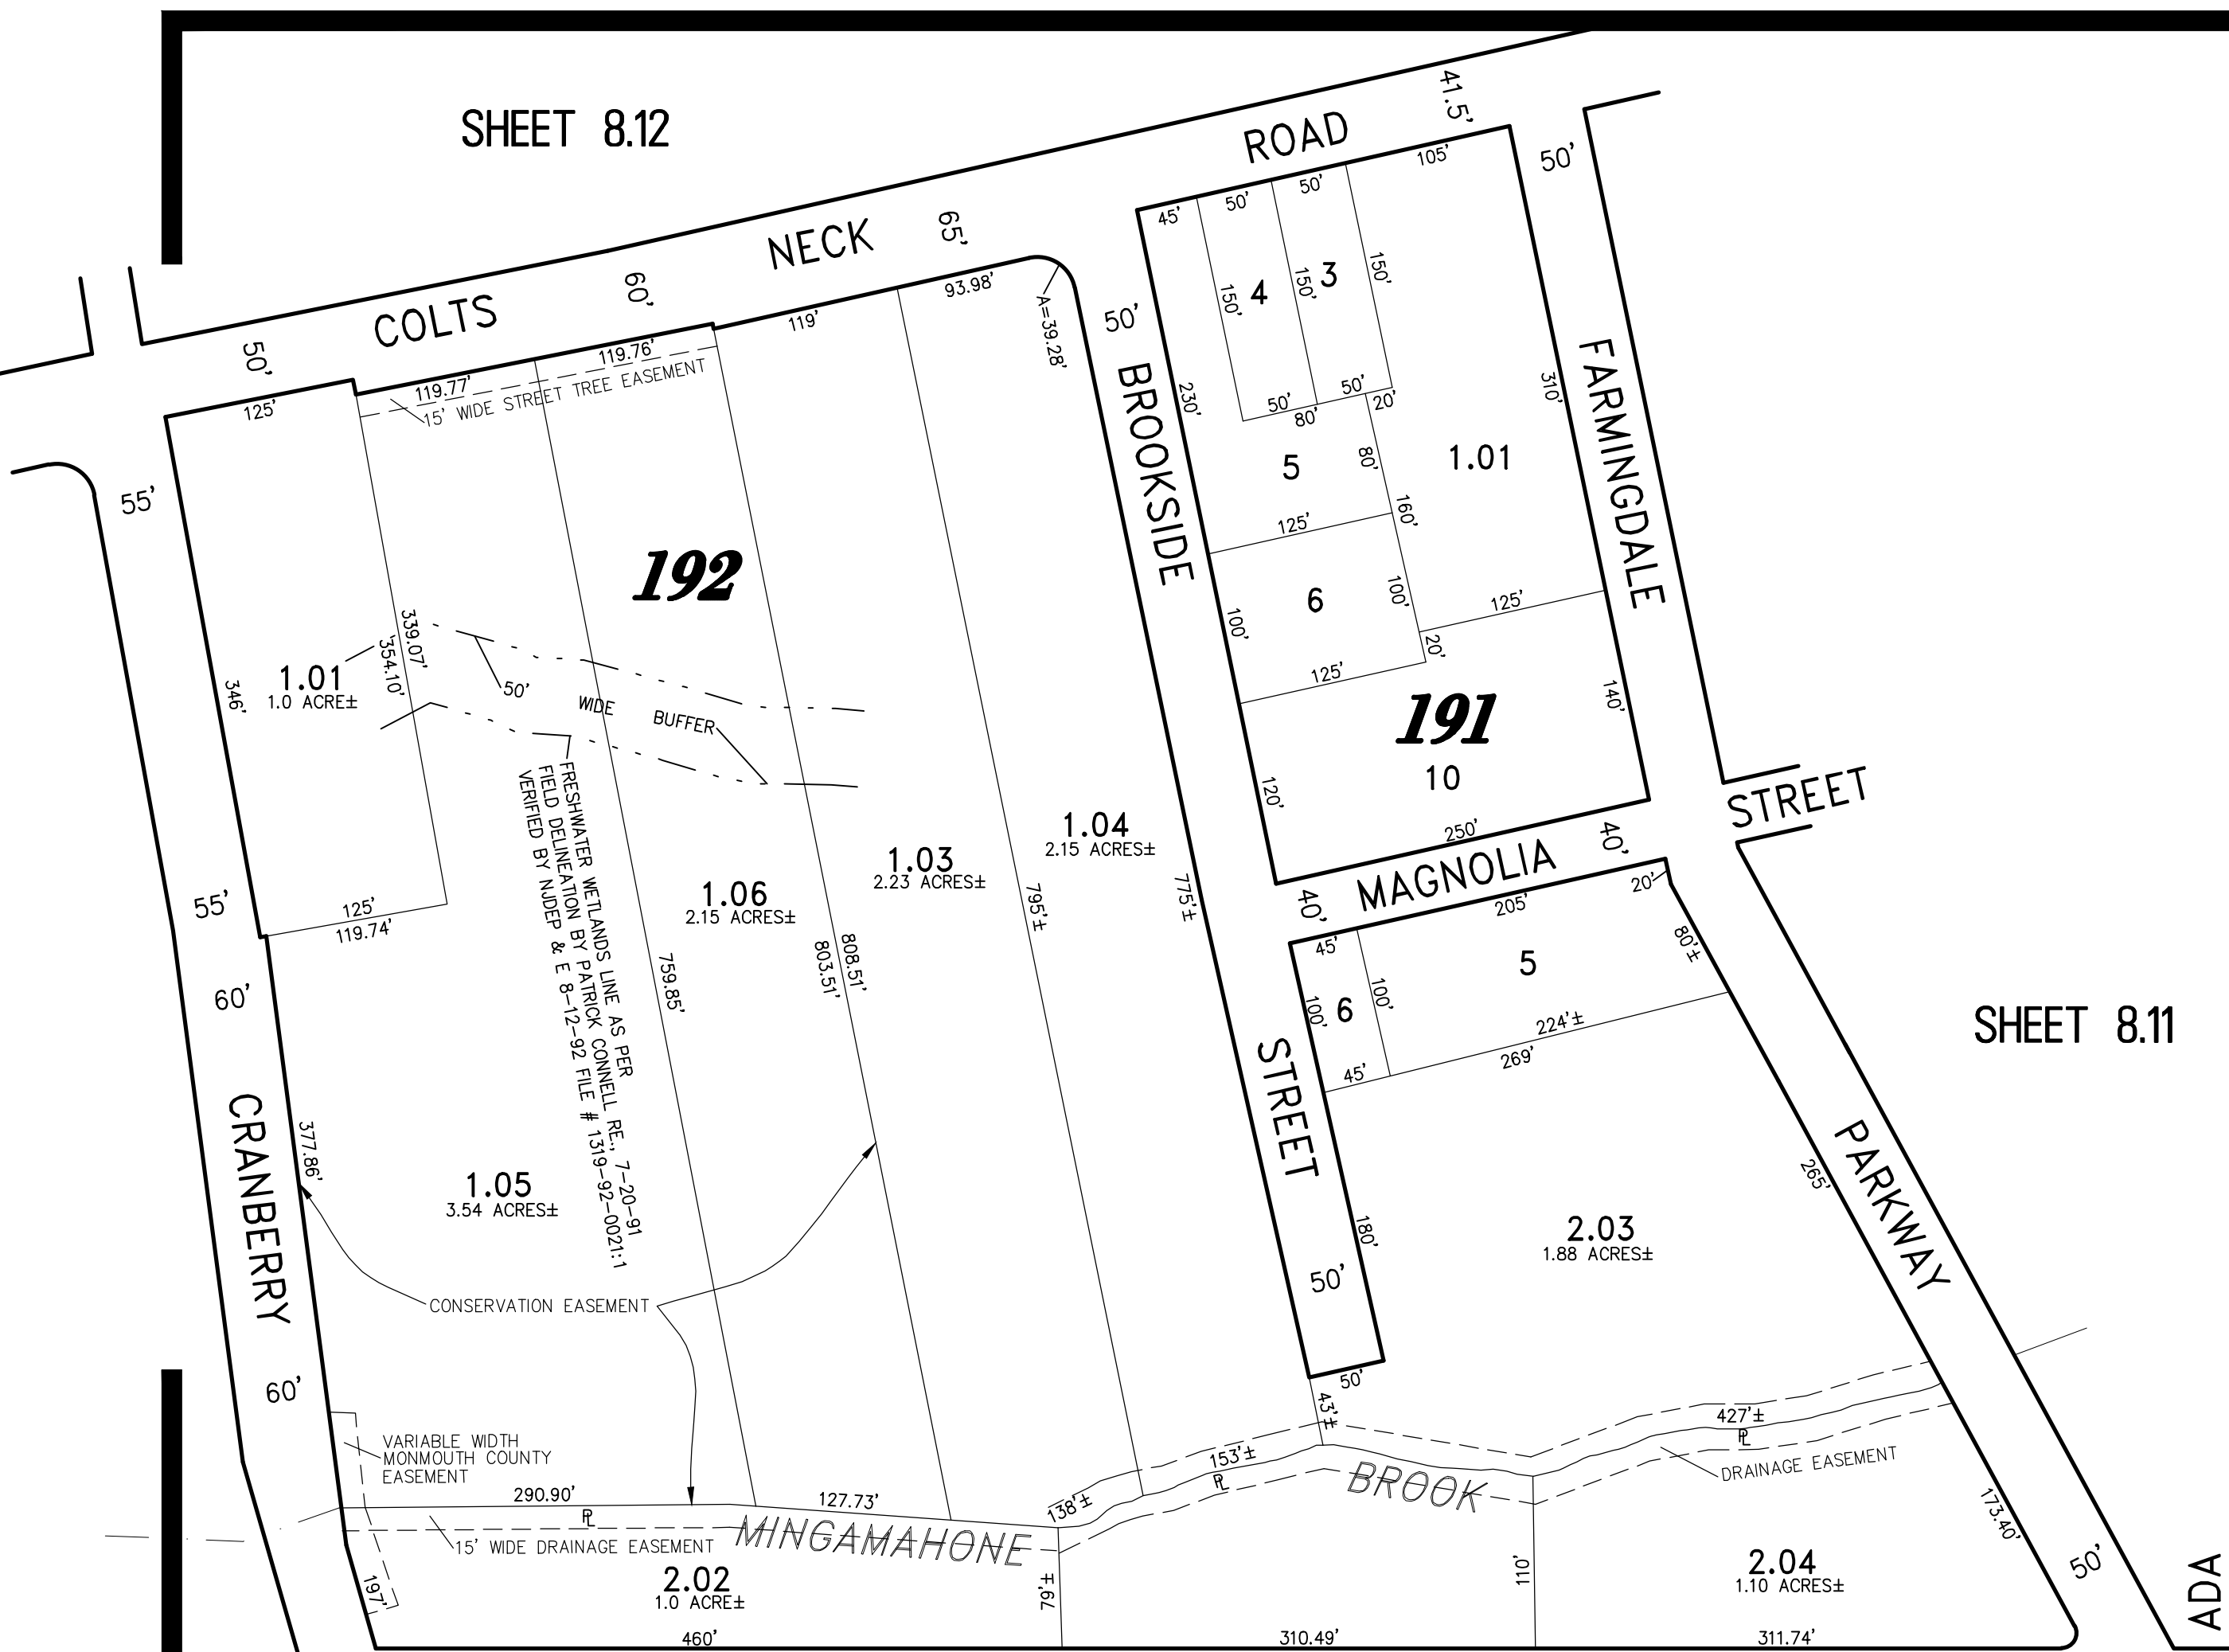 SHEET 8.12
COLTS
NECK
ROAD
41.5'
50'
60'
65'
50'
50'
125'
119.77'
119.76'
119'
93.98'
A=39.28'
15' WIDE STREET TREE EASEMENT
45'
50'
50'
105'
150'
4
150'
3
150'
50'
50'
80'
20'
230'
5
80'
1.01
310'
125'
160'
6
100'
100'
125'
20'
125'
191
10
140'
120'
250'
BROOKSIDE
STREET
FARMINGDALE
STREET
MAGNOLIA
40'
40'
55'
192
346'
1.01
1.0 ACRE±
339.07'
354.10'
50'
WIDE
BUFFER
FRESHWATER WETLANDS LINE AS PER
FIELD DELINEATION BY PATRICK CONNELL RE., 7-20-91
VERIFIED BY NJDEP & E 8-12-92 FILE # 1319-92-0021:1
125'
119.74'
55'
60'
1.06
2.15 ACRES±
759.85'
803.51'
808.51'
1.03
2.23 ACRES±
795'±
1.04
2.15 ACRES±
775'±
205'
20'
45'
100'
6
100'
5
80'±
224'±
45'
269'
SHEET 8.11
CRANBERRY
377.86'
1.05
3.54 ACRES±
CONSERVATION EASEMENT
60'
2.03
1.88 ACRES±
180'
50'
265'
PARKWAY
50'
43'±
VARIABLE WIDTH
MONMOUTH COUNTY
EASEMENT
290.90'
PL
127.73'
138'±
153'±
PL
427'±
PL
DRAINAGE EASEMENT
MINGAMAHONE
BROOK
15' WIDE DRAINAGE EASEMENT
197'
2.02
1.0 ACRE±
79'±
110'
2.04
1.10 ACRES±
173.40'
50'
ADA
460'
310.49'
311.74'